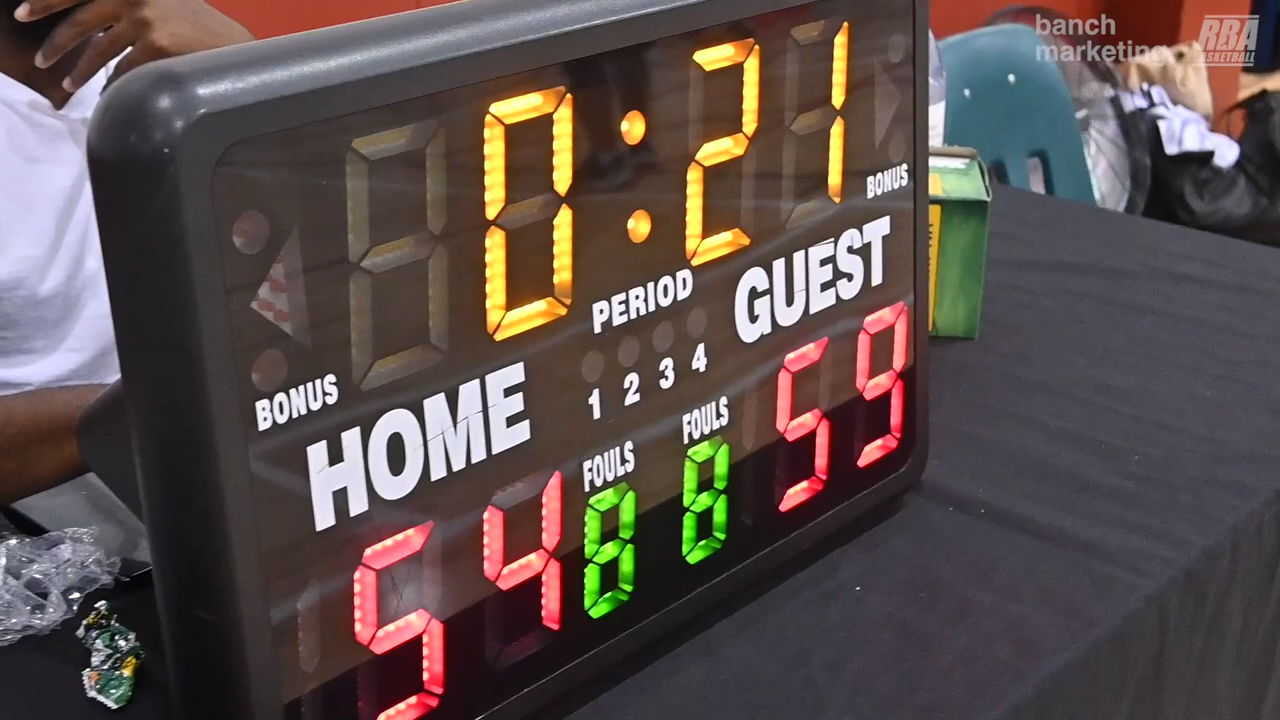 banch
marketing
RBA
BASKETBALL
0:21
BONUS
PERIOD
GUEST
1 2 3 4
BONUS
HOME
FOULS
FOULS
54
8
8
59